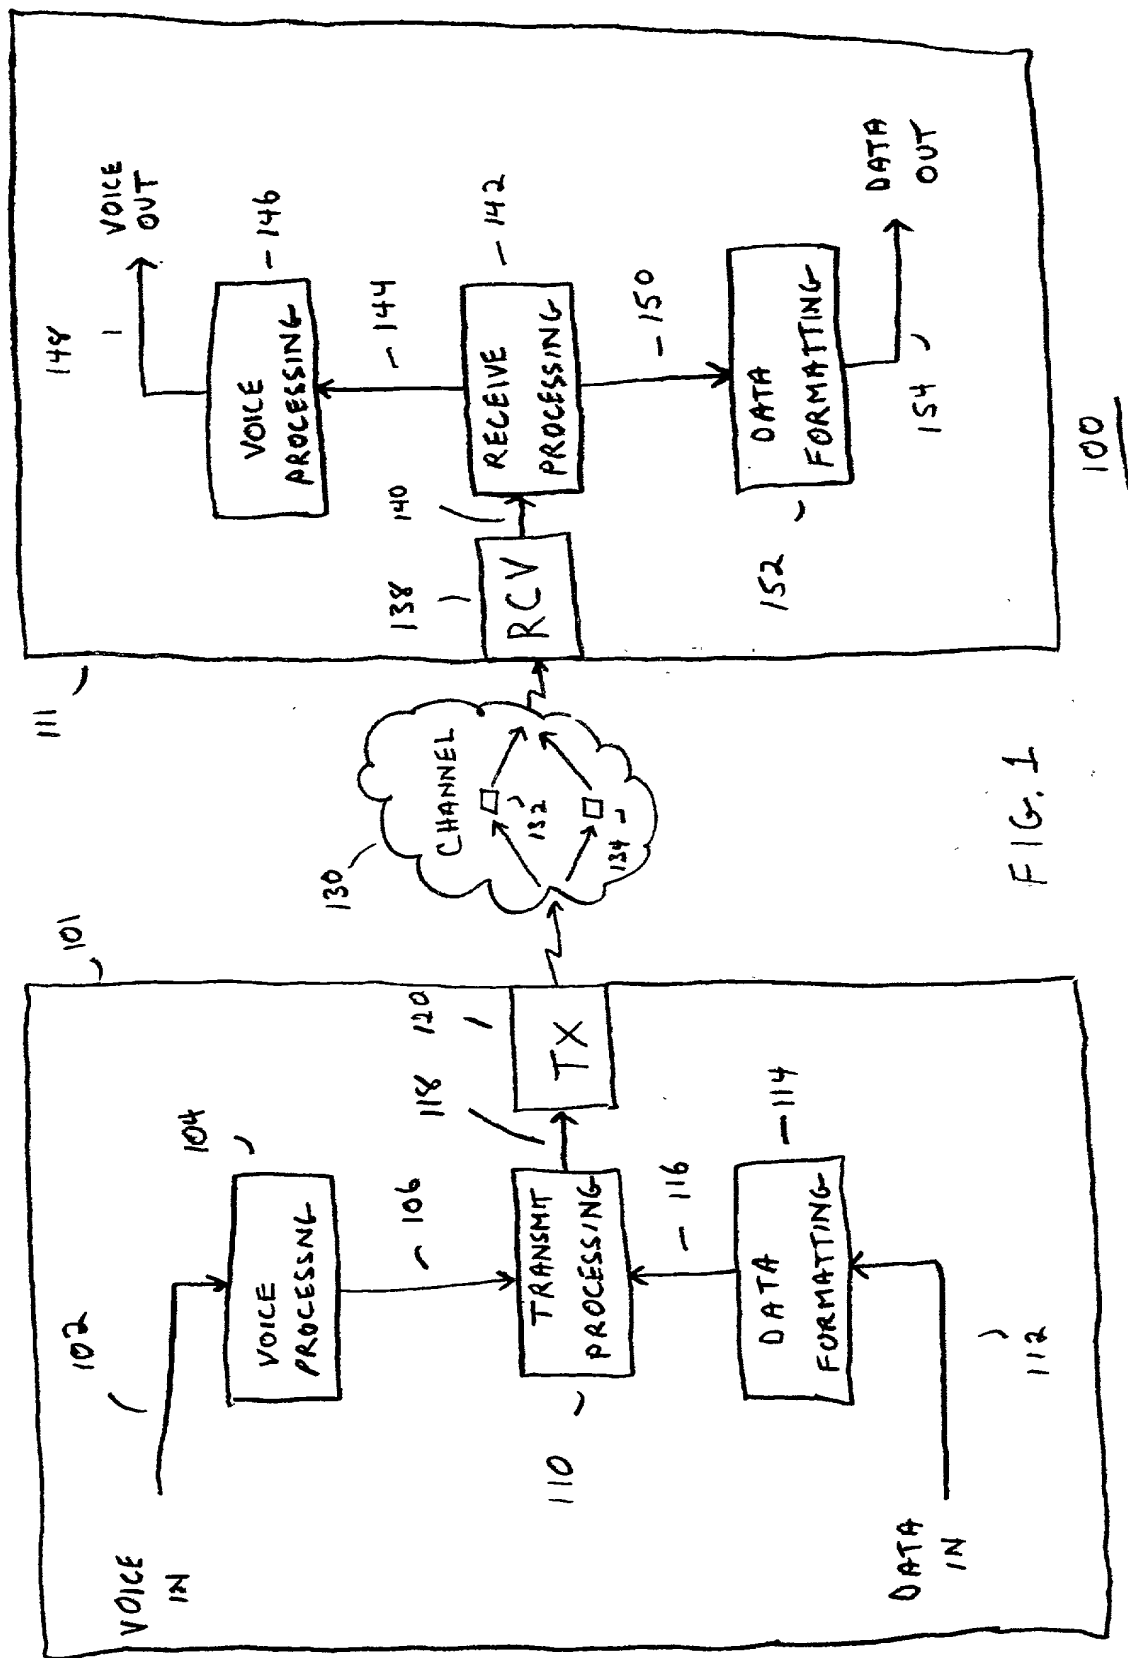 101
102
VOICE
IN
104
VOICE
PROCESSNG
106
110
TRANSMIT
PROCESSING
118
120
TX
116
114
DATA
FORMATTING
DATA
IN
112
130
CHANNEL
132
134
111
148
VOICE
OUT
VOICE
PROCESSING
146
144
138
RCV
140
RECEIVE
PROCESSING
142
150
DATA
FORMATTING
152
154
DATA
OUT
FIG. 1
100